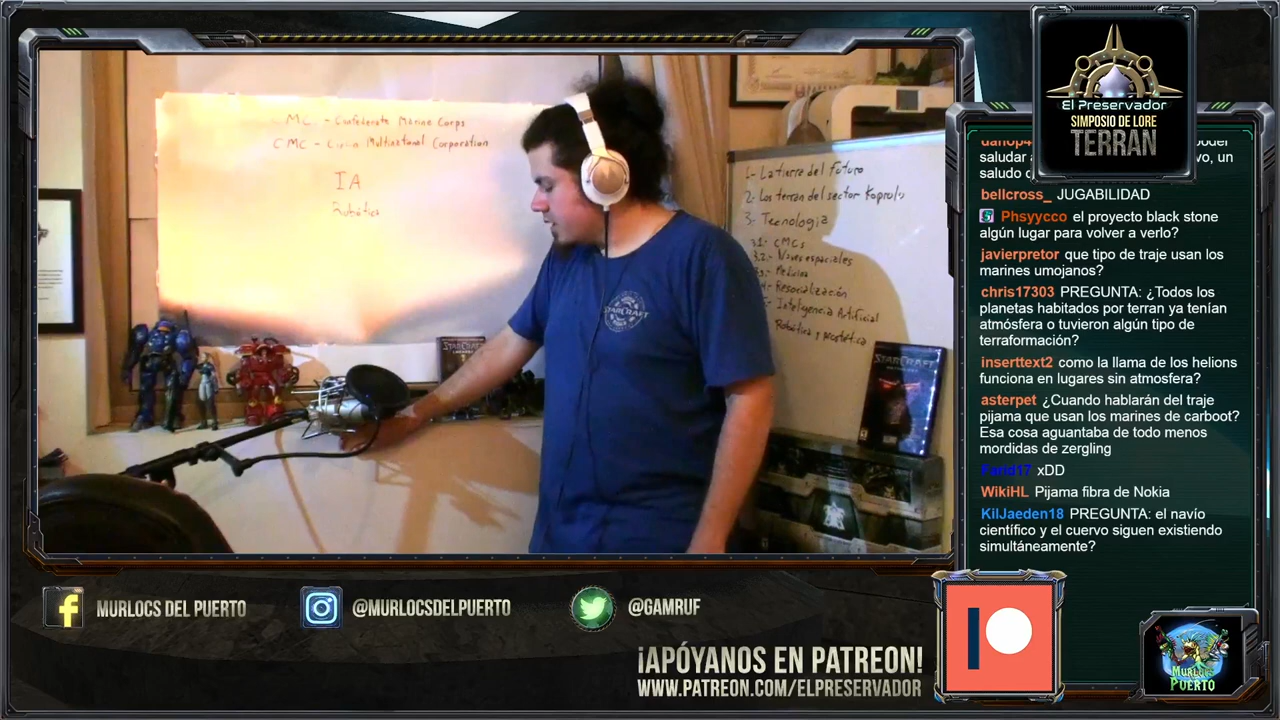 MC - Confederate Marine Corps
CMC - Multinational Corporation
IA
Robótica
1- La tierra del Futuro
2- Los terran del sector Koprulu
3- Tecnologia
3.1- CMCs
3.2- Naves espaciales
Medicina
Resocialización
Inteligencia Artificial
Robotica y prostética
STARCRAFT
STARCRAFT
STARCRAFT
El Preservador
SIMPOSIO DE LORE
TERRAN
saludar
saludo
bellcross_ JUGABILIDAD
Phsyycco el proyecto black stone
algún lugar para volver a verlo?
javierpretor que tipo de traje usan los
marines umojanos?
chris17303 PREGUNTA: ¿Todos los
planetas habitados por terran ya tenían
atmósfera o tuvieron algún tipo de
terraformación?
inserttext2 como la llama de los helions
funciona en lugares sin atmosfera?
asterpet ¿Cuando hablarán del traje
pijama que usan los marines de carboot?
Esa cosa aguantaba de todo menos
mordidas de zergling
Farid17 xDD
WikiHL Pijama fibra de Nokia
KilJaeden18 PREGUNTA: el navío
científico y el cuervo siguen existiendo
simultáneamente?
MURLOCS DEL PUERTO
@MURLOCSDELPUERTO
@GAMRUF
¡APÓYANOS EN PATREON!
WWW.PATREON.COM/ELPRESERVADOR
MURLOCS
PUERTO